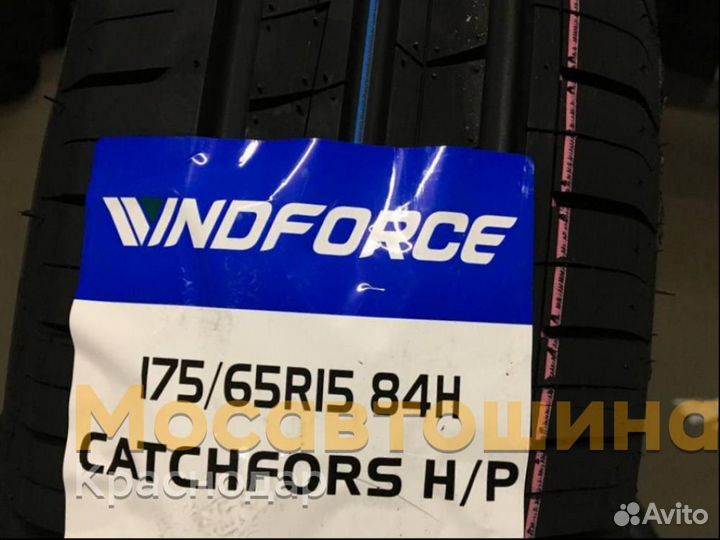 WINDFORCE
175/65R15 84H
Мосавтошина
CATCHFORS H/P
Краснодар
Avito